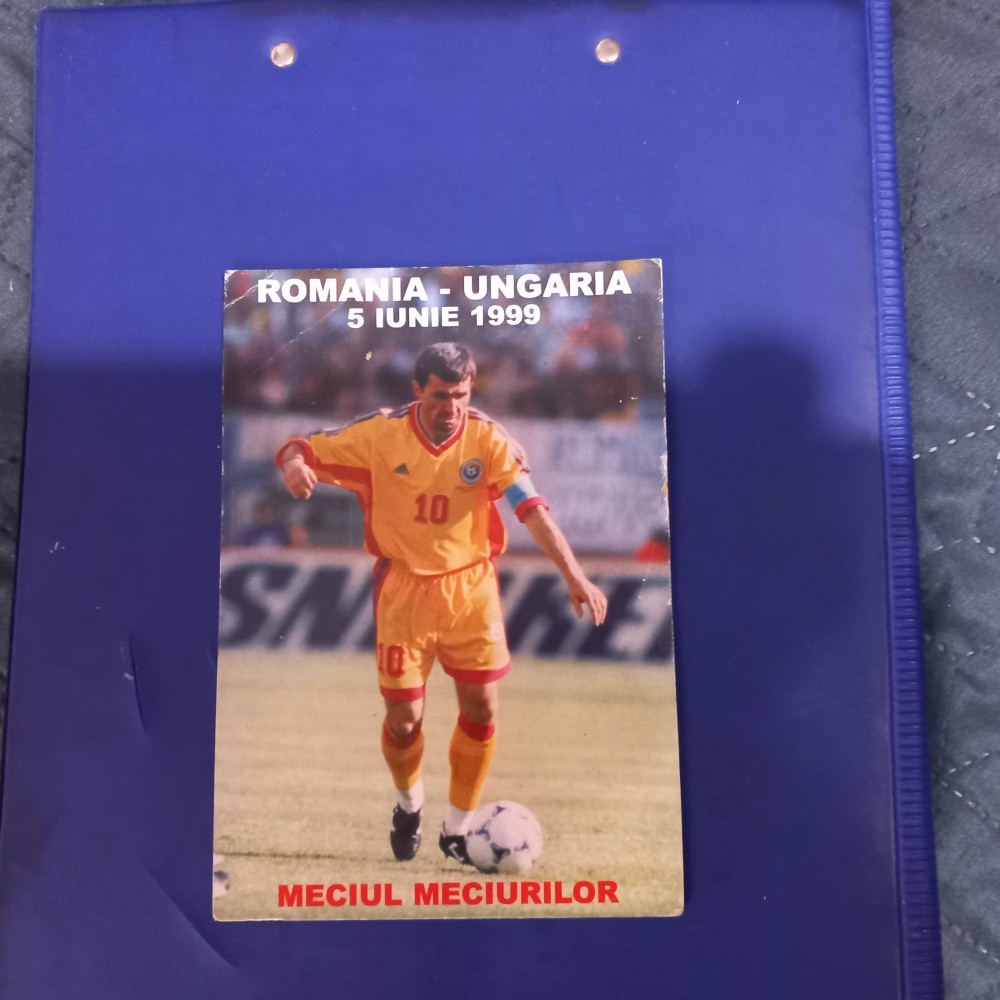 ROMANIA - UNGARIA
5 IUNIE 1999
10
10
MECIUL MECIURILOR